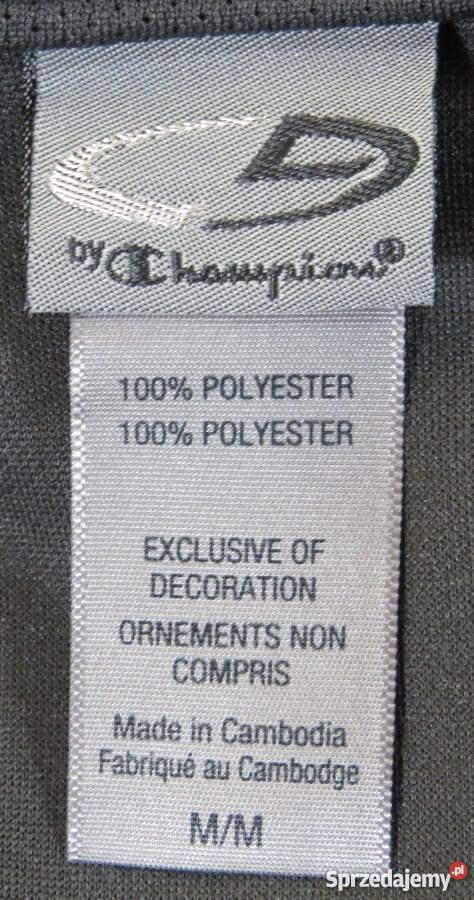 by Champion®
100% POLYESTER
100% POLYESTER
EXCLUSIVE OF
DECORATION
ORNEMENTS NON
COMPRIS
Made in Cambodia
Fabriqué au Cambodge
M/M
Sprzedajemy.pl